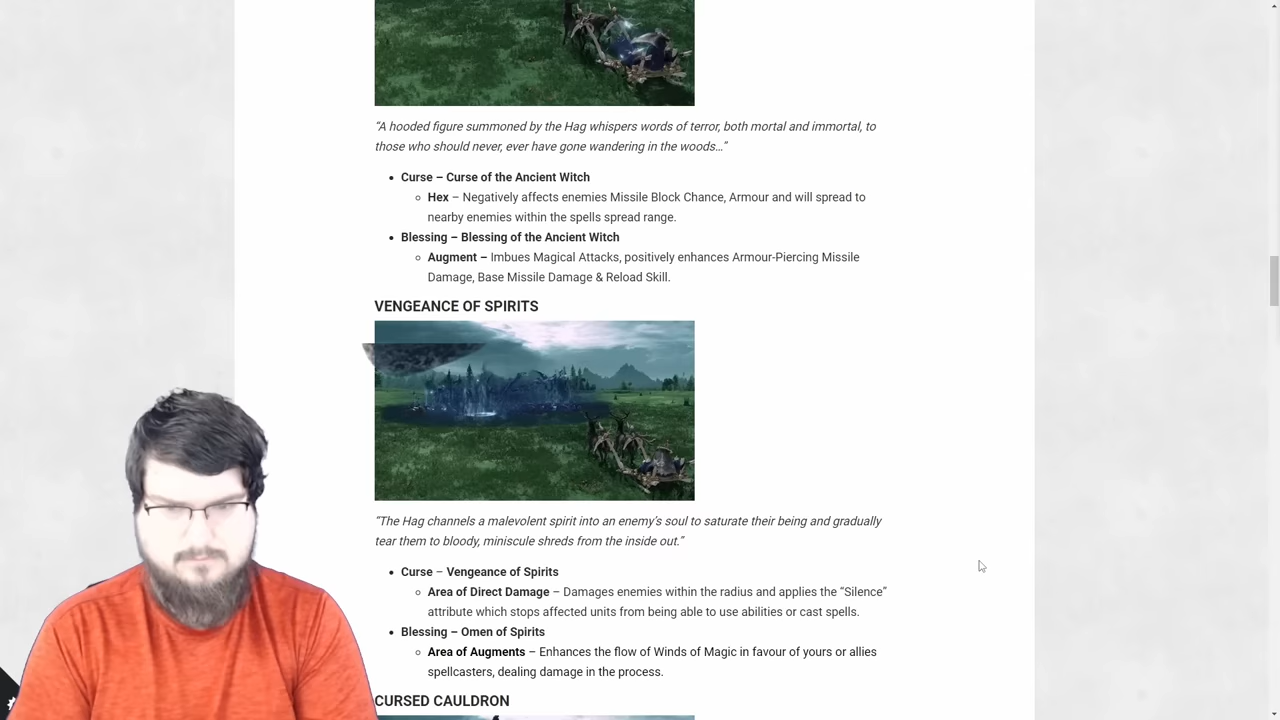 “A hooded figure summoned by the Hag whispers words of terror, both mortal and immortal, to
those who should never, ever have gone wandering in the woods…”
• Curse – Curse of the Ancient Witch
○ Hex – Negatively affects enemies Missile Block Chance, Armour and will spread to
nearby enemies within the spells spread range.
• Blessing – Blessing of the Ancient Witch
○ Augment – Imbues Magical Attacks, positively enhances Armour-Piercing Missile
Damage, Base Missile Damage & Reload Skill.
VENGEANCE OF SPIRITS
“The Hag channels a malevolent spirit into an enemy’s soul to saturate their being and gradually
tear them to bloody, miniscule shreds from the inside out.”
• Curse – Vengeance of Spirits
○ Area of Direct Damage – Damages enemies within the radius and applies the “Silence”
attribute which stops affected units from being able to use abilities or cast spells.
• Blessing – Omen of Spirits
○ Area of Augments – Enhances the flow of Winds of Magic in favour of yours or allies
spellcasters, dealing damage in the process.
CURSED CAULDRON